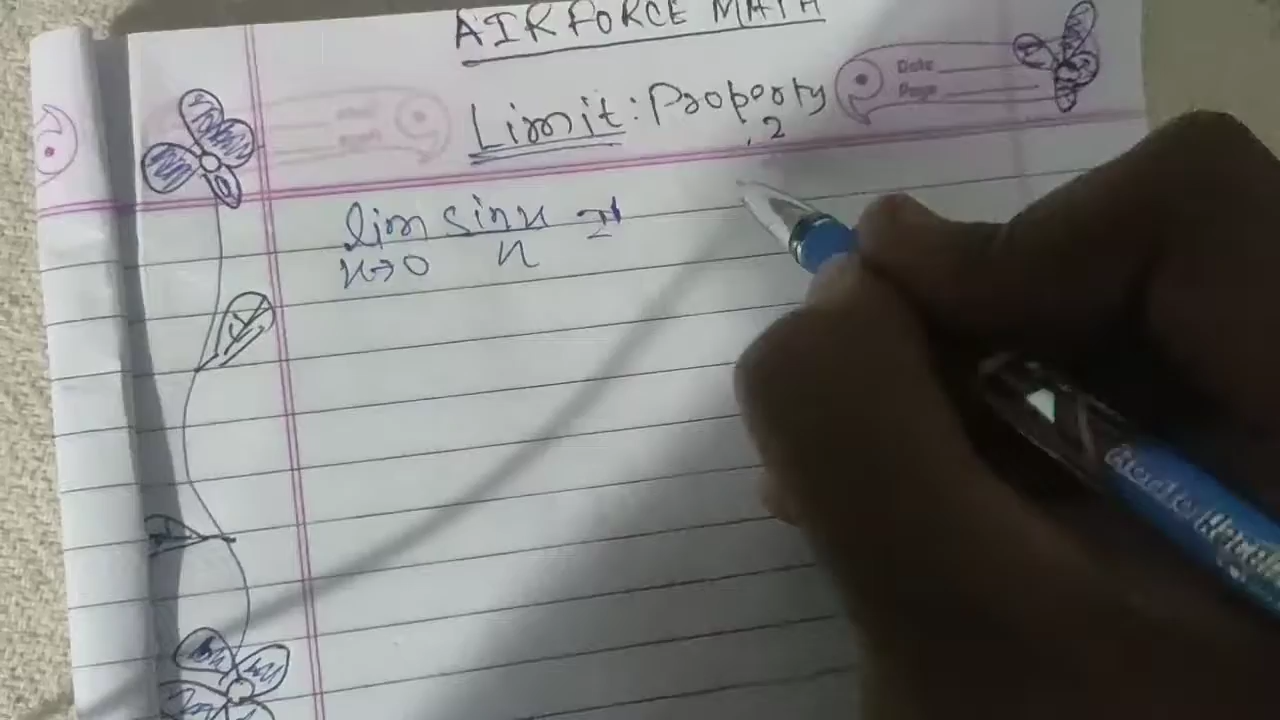 AIRFORCE MATH
Limit: Property
.2
Date
Page
lim sinx =
x→0 x